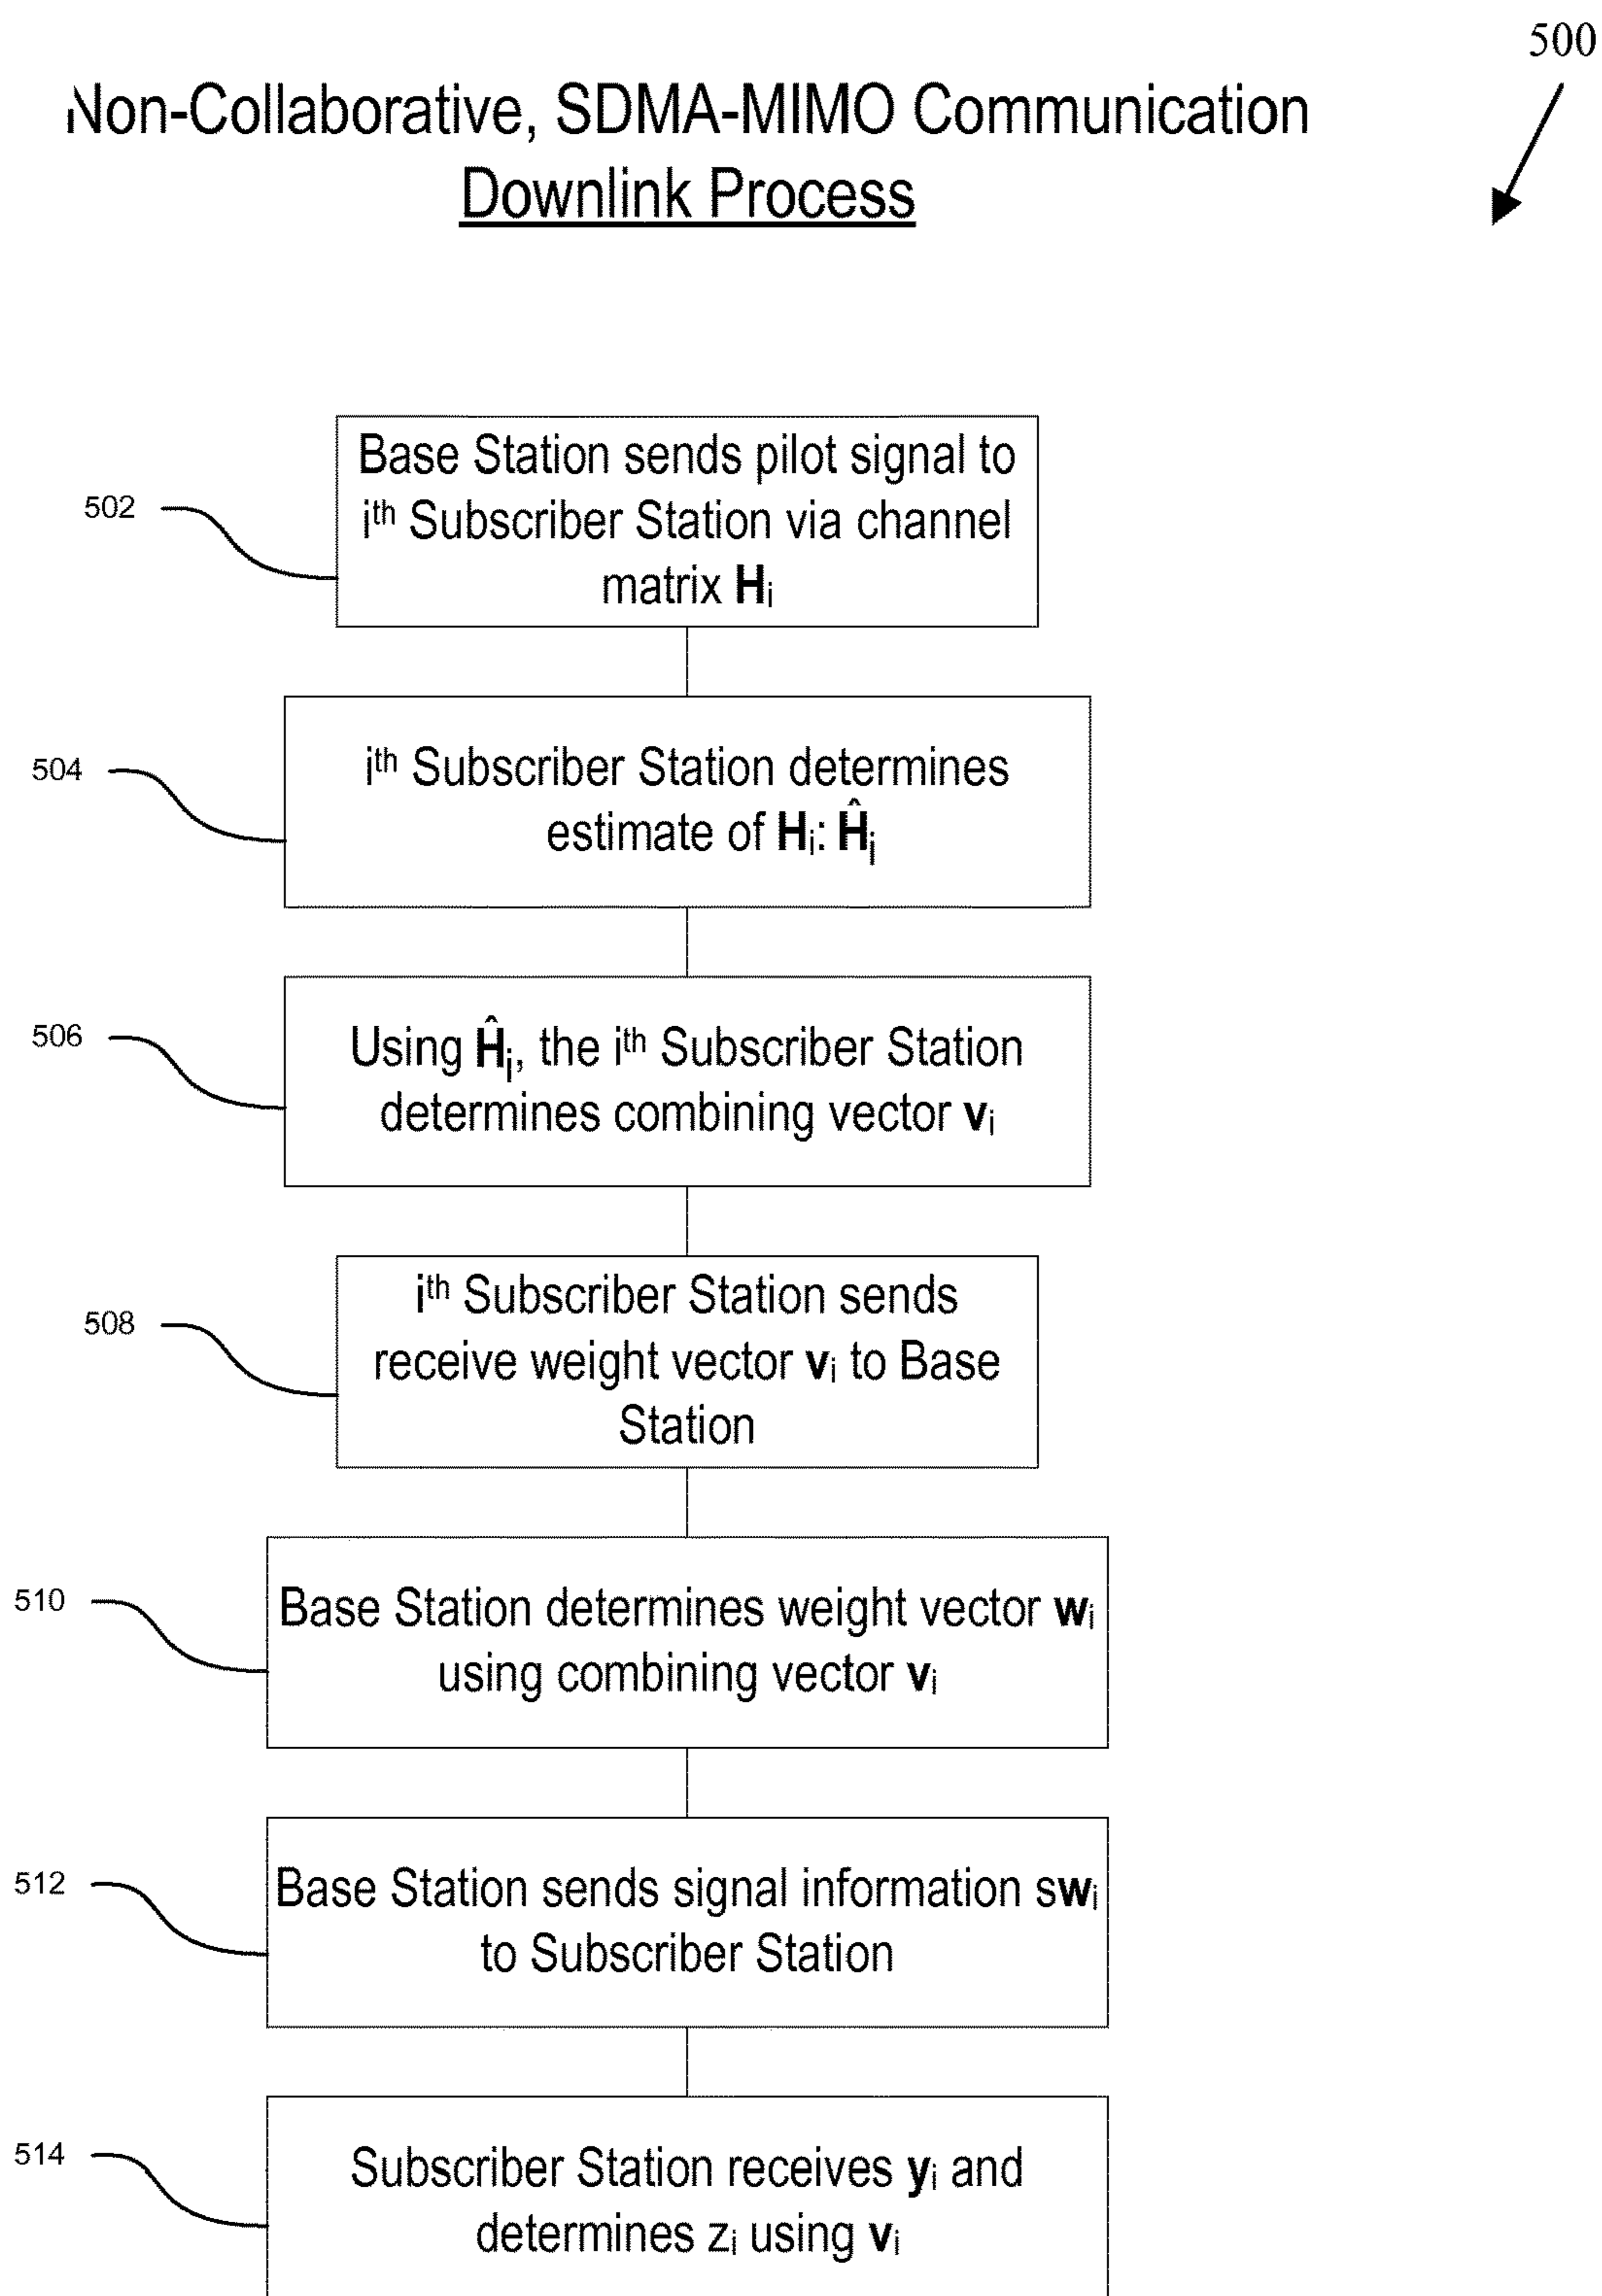 500
Non-Collaborative, SDMA-MIMO Communication
Downlink Process
502
Base Station sends pilot signal to
iᵗʰ Subscriber Station via channel
matrix Hᵢ
504
iᵗʰ Subscriber Station determines
estimate of Hᵢ: Ĥᵢ
506
Using Ĥᵢ, the iᵗʰ Subscriber Station
determines combining vector vᵢ
508
iᵗʰ Subscriber Station sends
receive weight vector vᵢ to Base
Station
510
Base Station determines weight vector wᵢ
using combining vector vᵢ
512
Base Station sends signal information swᵢ
to Subscriber Station
514
Subscriber Station receives yᵢ and
determines zᵢ using vᵢ